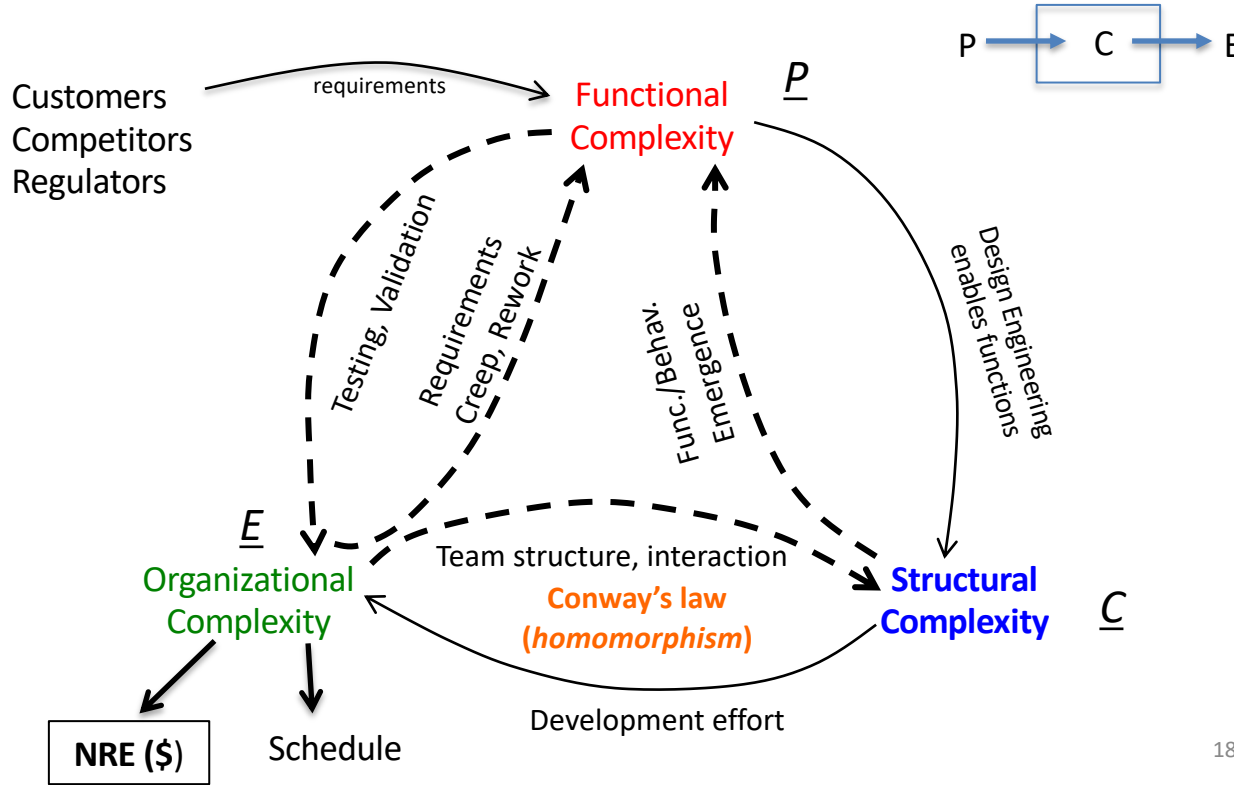 P
C
E
Customers
Competitors
Regulators
requirements
Functional
Complexity
P
Testing, Validation
Requirements
Creep, Rework
Func./Behav.
Emergence
Design Engineering
enables functions
E
Organizational
Complexity
Team structure, interaction
Conway's law
(homomorphism)
Structural
Complexity
C
Development effort
NRE ($)
Schedule
18